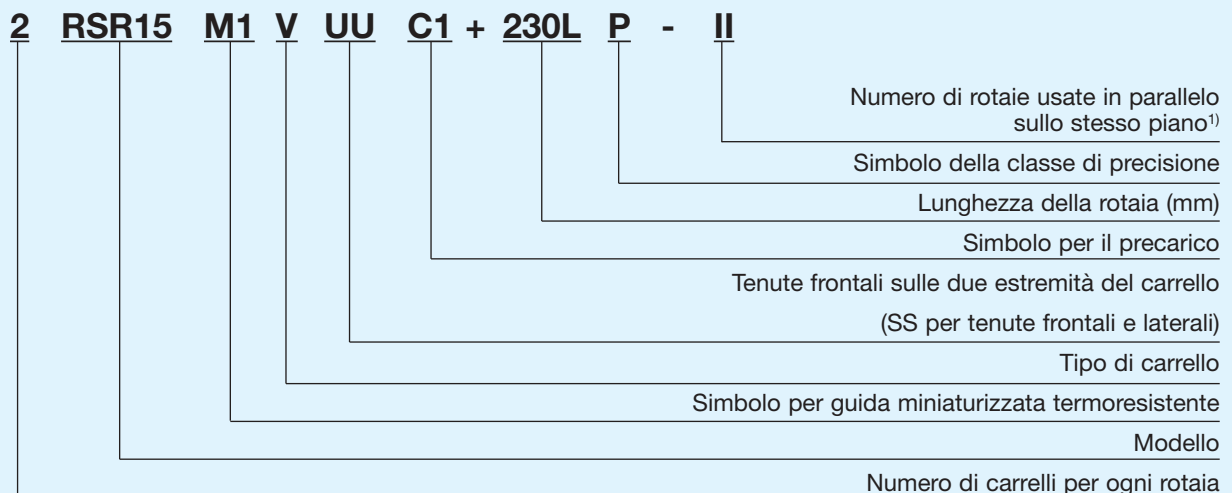 2 RSR15 M1 V UU C1 + 230L P - II
Numero di rotaie usate in parallelo
sullo stesso piano1)
Simbolo della classe di precisione
Lunghezza della rotaia (mm)
Simbolo per il precarico
Tenute frontali sulle due estremità del carrello
(SS per tenute frontali e laterali)
Tipo di carrello
Simbolo per guida miniaturizzata termoresistente
Modello
Numero di carrelli per ogni rotaia